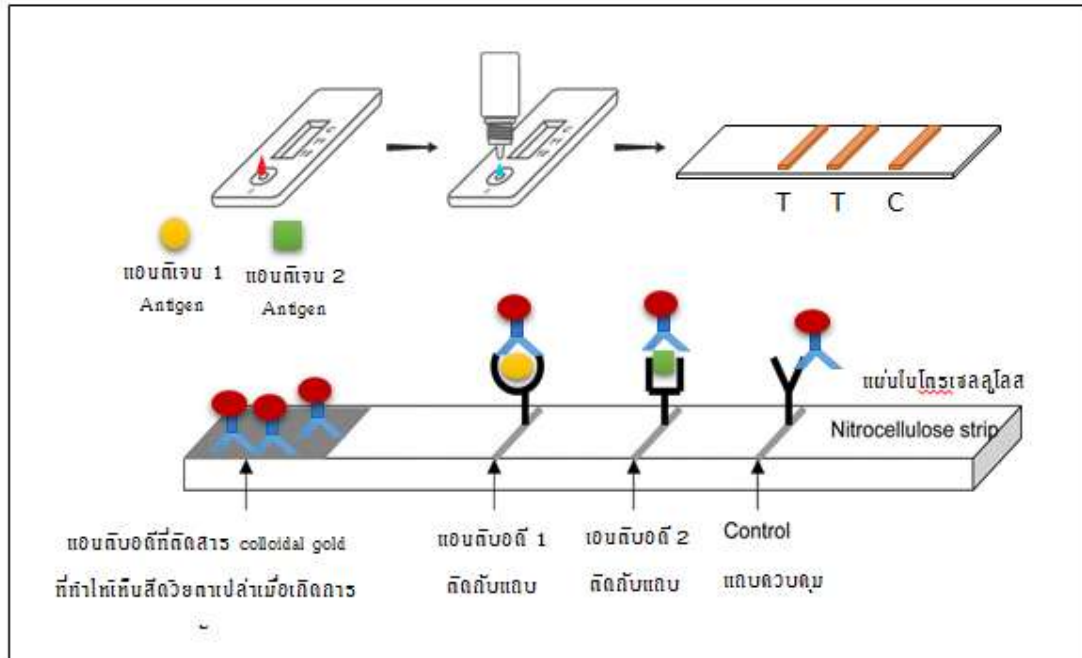 T T C
แอนติเจน 1
Antigen
แอนติเจน 2
Antigen
แผ่นไนโตรเซลลูโลส
Nitrocellulose strip
แอนติบอดีที่ติดสาร colloidal gold
ที่ทำให้เห็นสีด้วยตาเปล่าเมื่อเกิดการ
แอนติบอดี 1
ติดกับแถบ
เอนติบอดี 2
ติดกับแถบ
Control
แถบควบคุม